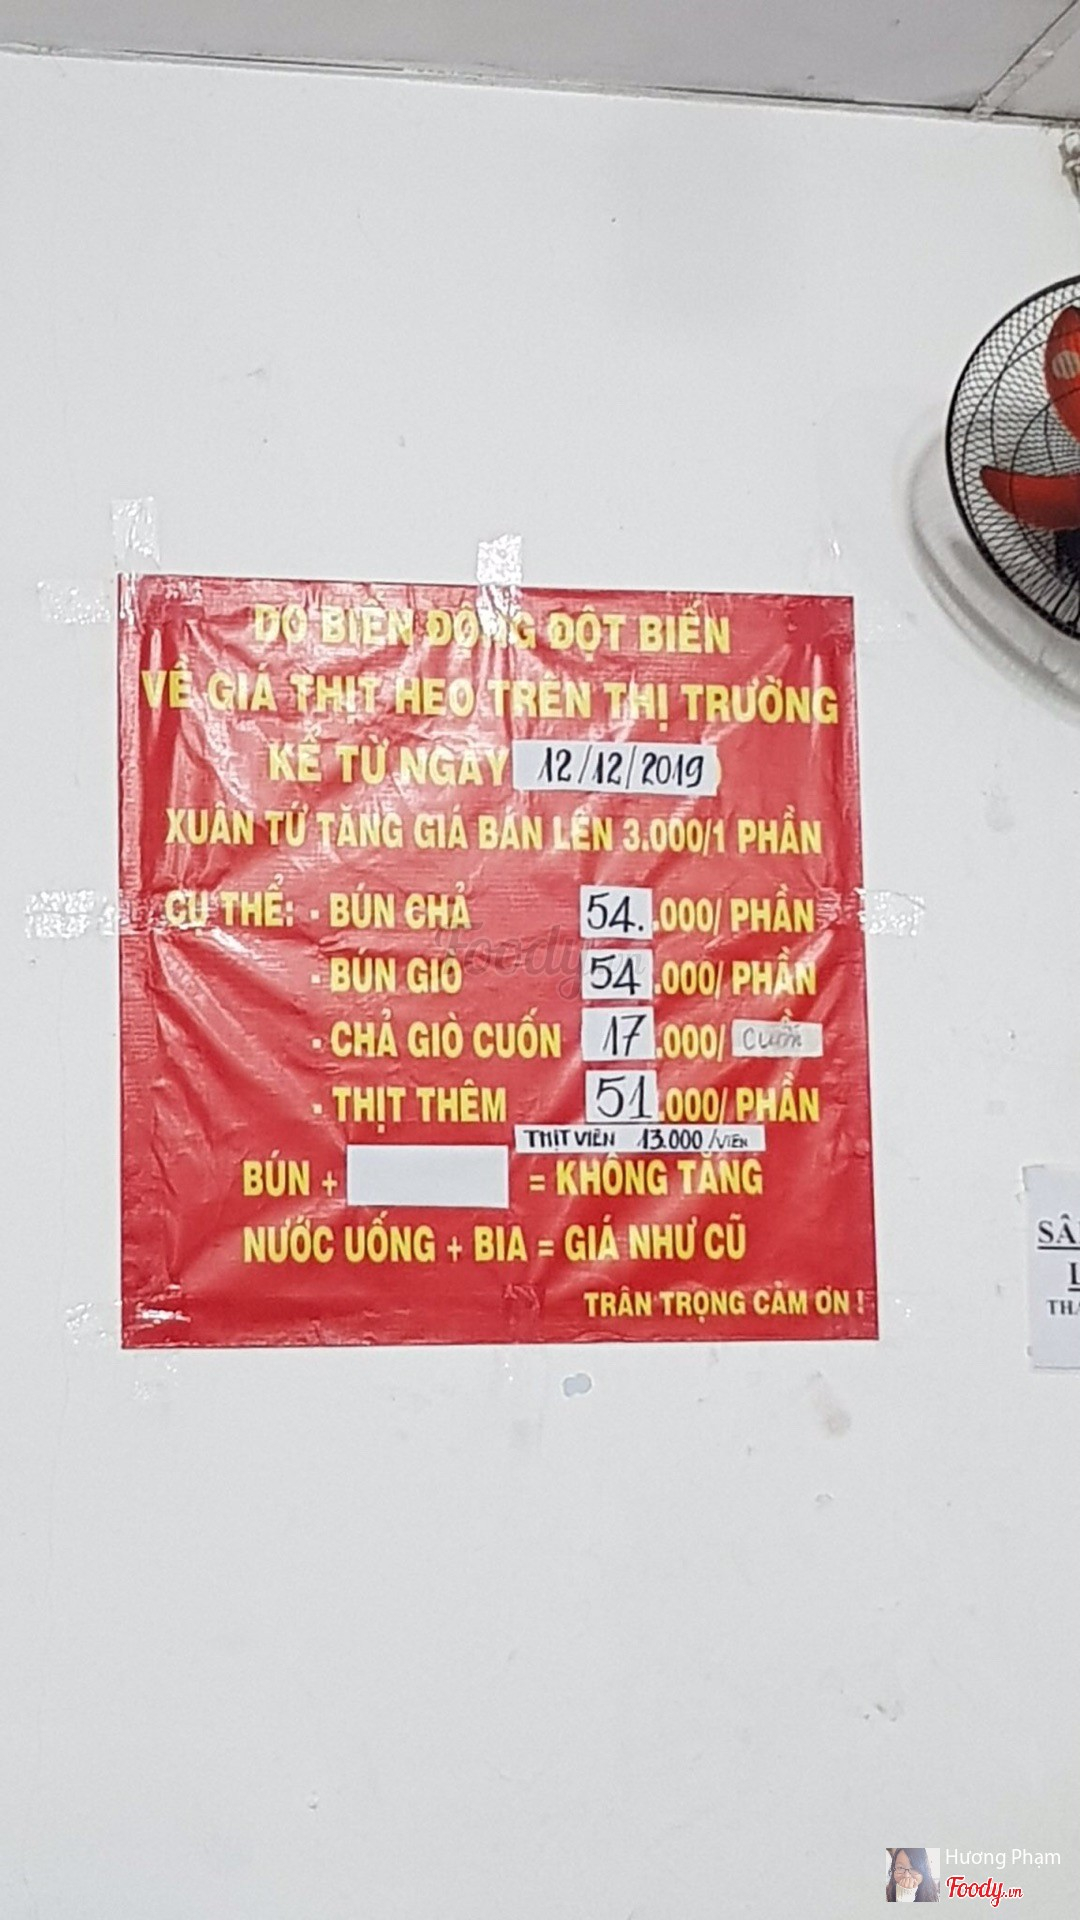 DO BIẾN ĐỘNG ĐỘT BIẾN
VỀ GIÁ THỊT HEO TRÊN THỊ TRƯỜNG
KỂ TỪ NGÀY 12/12/2019
XUÂN TỨ TĂNG GIÁ BÁN LÊN 3.000/1 PHẦN
CỤ THỂ: - BÚN CHẢ 54..000/ PHẦN
- BÚN GIÒ 54.000/ PHẦN
- CHẢ GIÒ CUỐN 17.000/ Cuốn
- THỊT THÊM 51.000/ PHẦN
THỊT VIÊN 13.000/VIÊN
BÚN + = KHÔNG TĂNG
NƯỚC UỐNG + BIA = GIÁ NHƯ CŨ
TRÂN TRỌNG CẢM ƠN !
Foody.vn
Hương Phạm
Foody.vn